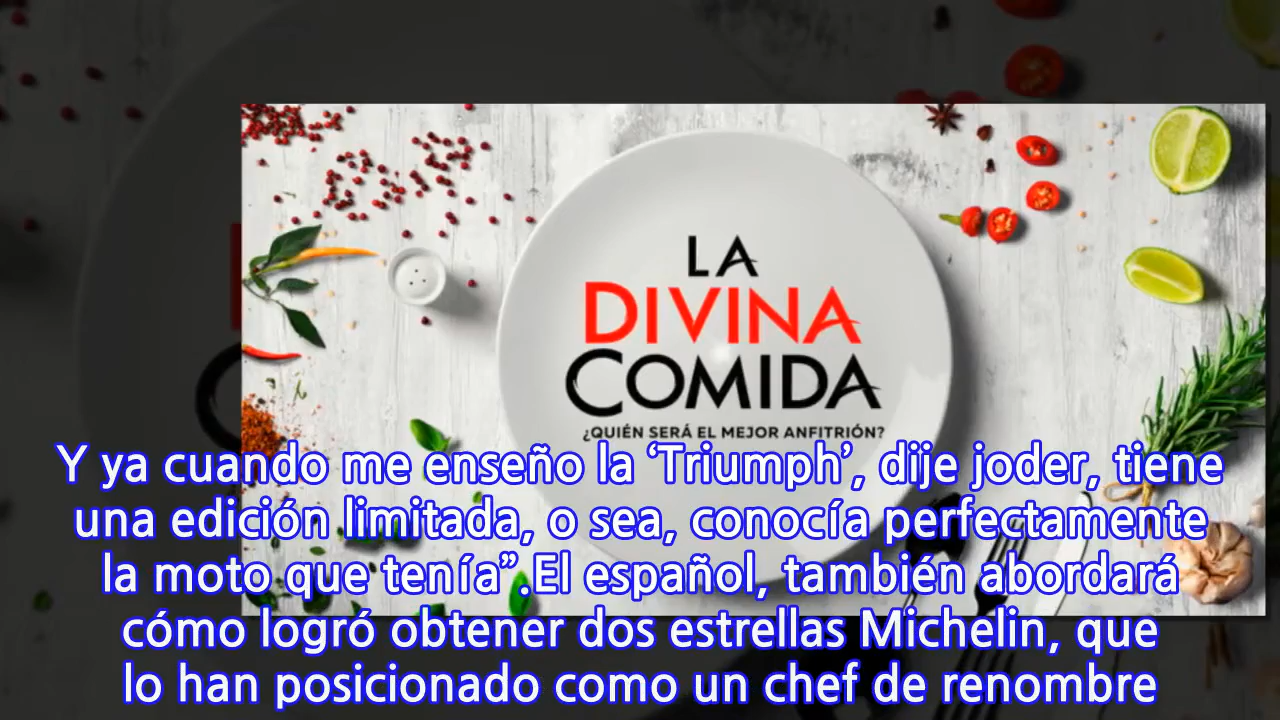 LA
DIVINA
COMIDA
¿QUIÉN SERÁ EL MEJOR ANFITRIÓN?
Y ya cuando me enseño la ‘Triumph’, dije joder, tiene
una edición limitada, o sea, conocía perfectamente
la moto que tenía”.El español, también abordará
cómo logró obtener dos estrellas Michelin, que
lo han posicionado como un chef de renombre